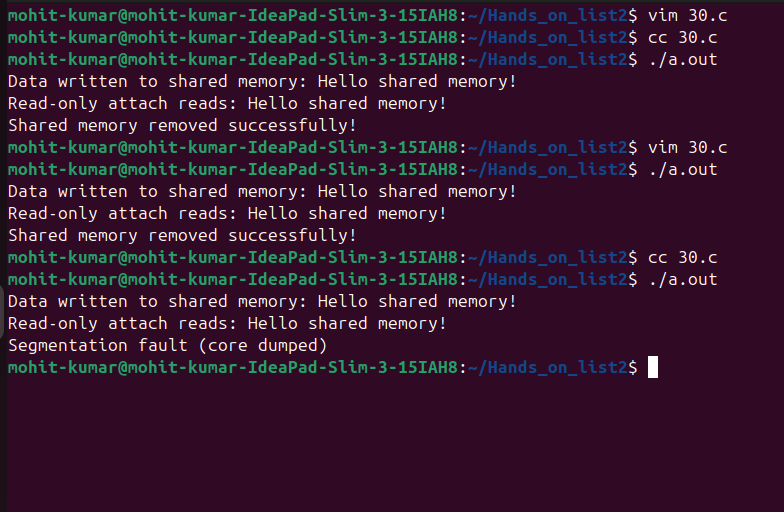 mohit-kumar@mohit-kumar-IdeaPad-Slim-3-15IAH8:~/Hands_on_list2$ vim 30.c
mohit-kumar@mohit-kumar-IdeaPad-Slim-3-15IAH8:~/Hands_on_list2$ cc 30.c
mohit-kumar@mohit-kumar-IdeaPad-Slim-3-15IAH8:~/Hands_on_list2$ ./a.out
Data written to shared memory: Hello shared memory!
Read-only attach reads: Hello shared memory!
Shared memory removed successfully!
mohit-kumar@mohit-kumar-IdeaPad-Slim-3-15IAH8:~/Hands_on_list2$ vim 30.c
mohit-kumar@mohit-kumar-IdeaPad-Slim-3-15IAH8:~/Hands_on_list2$ ./a.out
Data written to shared memory: Hello shared memory!
Read-only attach reads: Hello shared memory!
Shared memory removed successfully!
mohit-kumar@mohit-kumar-IdeaPad-Slim-3-15IAH8:~/Hands_on_list2$ cc 30.c
mohit-kumar@mohit-kumar-IdeaPad-Slim-3-15IAH8:~/Hands_on_list2$ ./a.out
Data written to shared memory: Hello shared memory!
Read-only attach reads: Hello shared memory!
Segmentation fault (core dumped)
mohit-kumar@mohit-kumar-IdeaPad-Slim-3-15IAH8:~/Hands_on_list2$